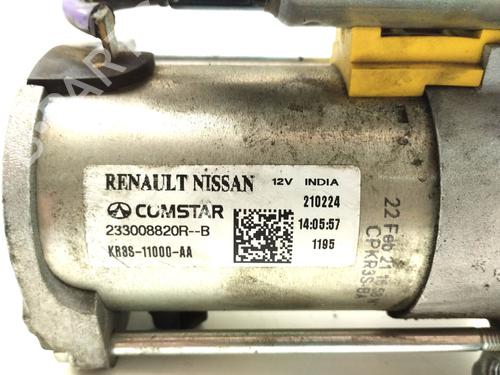 RENAULT NISSAN 12V INDIA
COMSTAR 210224
233008820R--B 14:05:57
KR8S-11000-AA 1195
22 Feb 21